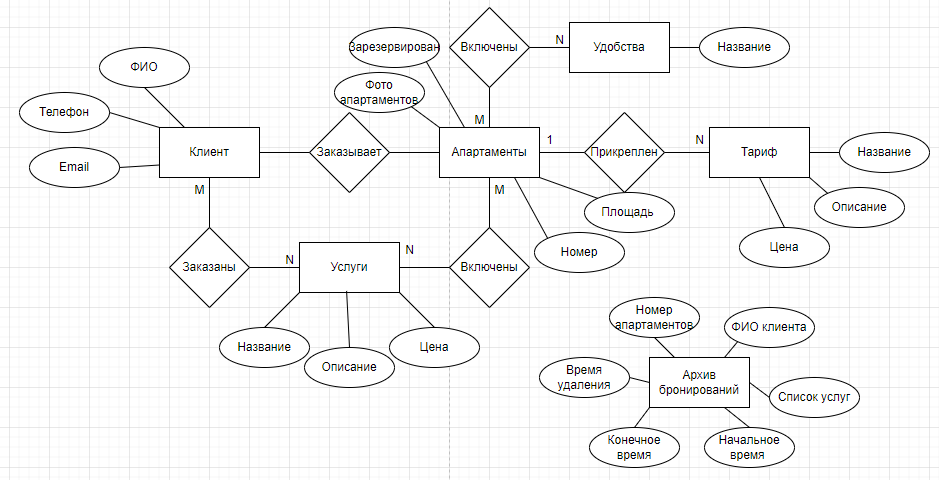 Включены
N
Удобства
Название
Зарезервирован
ФИО
Фото
апартаментов
Телефон
M
Клиент
Заказывает
Апартаменты
1
Прикреплен
N
Тариф
Название
Email
M
M
Площадь
Описание
Номер
Цена
Заказаны
N
Услуги
N
Включены
Название
Описание
Цена
Номер
апартаментов
ФИО клиента
Время
удаления
Архив
бронирований
Список услуг
Конечное
время
Начальное
время